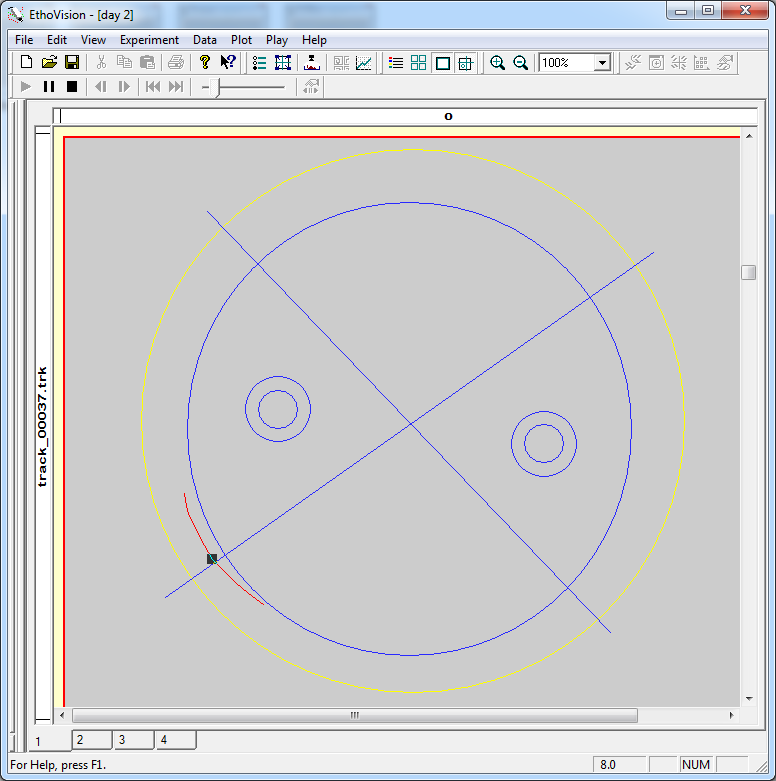 EthoVision - [day 2]
File Edit View Experiment Data Plot Play Help
100%
o
track_00037.trk
1 2 3 4
For Help, press F1. 8.0 NUM